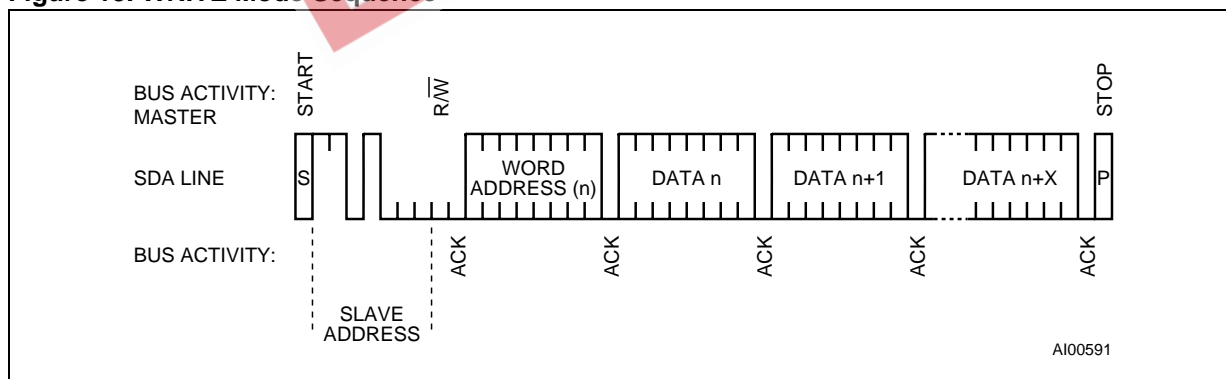 BUS ACTIVITY:
MASTER
START
R/W
STOP
SDA LINE
S
WORD
ADDRESS (n)
DATA n
DATA n+1
DATA n+X
P
BUS ACTIVITY:
ACK
ACK
ACK
ACK
ACK
SLAVE
ADDRESS
AI00591